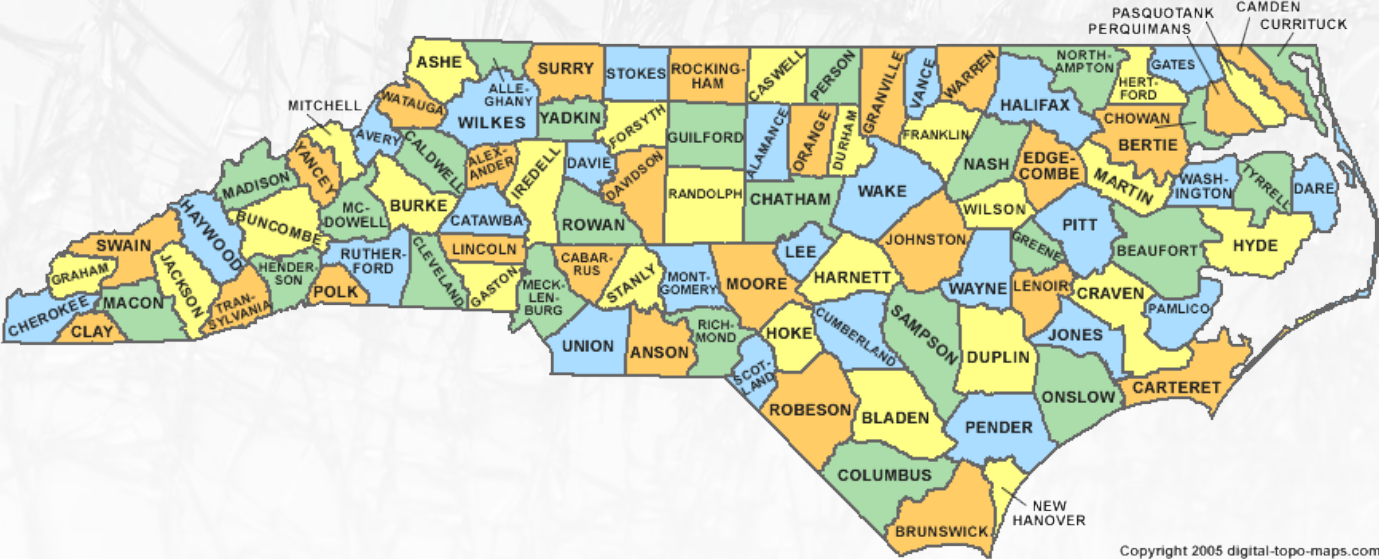 PASQUOTANK
CAMDEN
PERQUIMANS
CURRITUCK
ASHE
ALLE-
GHANY
SURRY
STOKES
ROCKING-
HAM
CASWELL
PERSON
GRANVILLE
VANCE
WARREN
NORTH-
AMPTON
GATES
HERT-
FORD
HALIFAX
MITCHELL
WATAUGA
WILKES
YADKIN
FORSYTH
GUILFORD
ALAMANCE
ORANGE
DURHAM
FRANKLIN
CHOWAN
BERTIE
AVERY
CALDWELL
ALEX-
ANDER
IREDELL
DAVIE
DAVIDSON
RANDOLPH
CHATHAM
WAKE
NASH
EDGE-
COMBE
MARTIN
WASH-
INGTON
TYRRELL
DARE
YANCEY
MADISON
MC-
DOWELL
BURKE
CATAWBA
ROWAN
WILSON
PITT
BEAUFORT
HYDE
HAYWOOD
BUNCOMBE
SWAIN
GRAHAM
JACKSON
HENDER-
SON
RUTHER-
FORD
CLEVELAND
LINCOLN
GASTON
MECK-
LEN-
BURG
CABAR-
RUS
STANLY
MONT-
GOMERY
MOORE
LEE
HARNETT
JOHNSTON
WAYNE
GREENE
LENOIR
CRAVEN
PAMLICO
CHEROKEE
CLAY
MACON
TRAN-
SYLVANIA
POLK
UNION
ANSON
RICH-
MOND
SCOT-
LAND
HOKE
CUMBERLAND
SAMPSON
DUPLIN
JONES
CARTERET
ONSLOW
ROBESON
BLADEN
PENDER
COLUMBUS
BRUNSWICK
NEW
HANOVER
Copyright 2005 digital-topo-maps.com